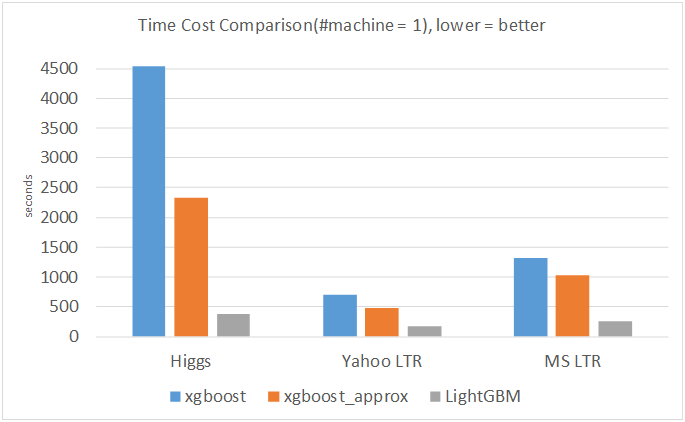 Time Cost Comparison(#machine = 1), lower = better
4500
4000
3500
3000
2500
2000
1500
1000
500
0
seconds
Higgs Yahoo LTR MS LTR
xgboost xgboost_approx LightGBM